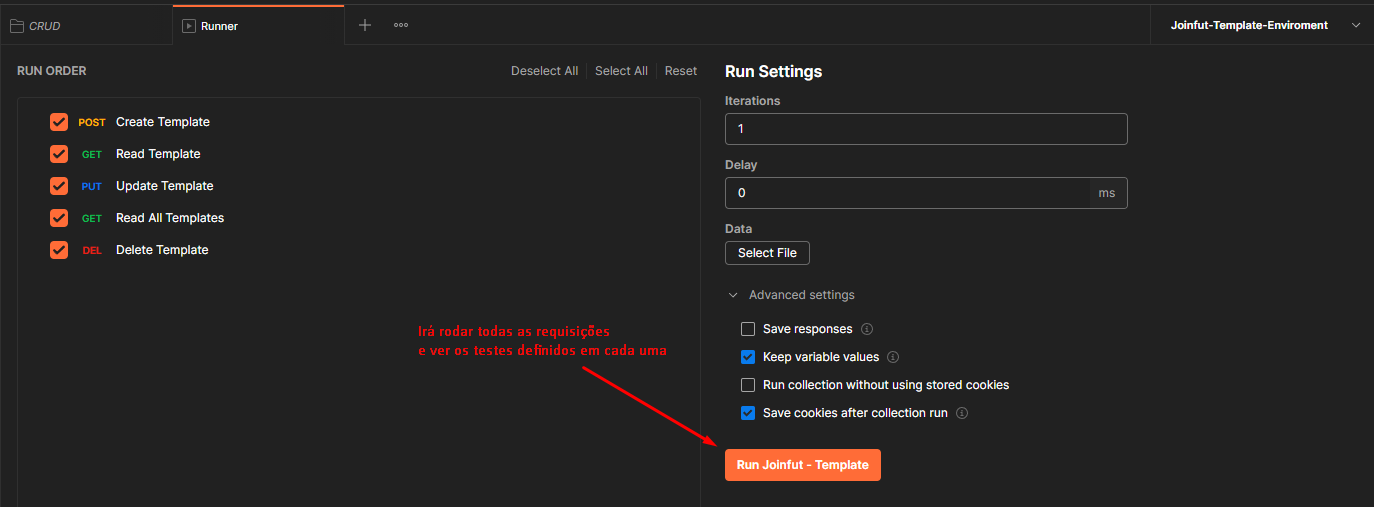 CRUD
Runner
Joinfut-Template-Enviroment
RUN ORDER
Deselect All
Select All
Reset
POST Create Template
GET Read Template
PUT Update Template
GET Read All Templates
DEL Delete Template
Irá rodar todas as requisições
e ver os testes definidos em cada uma
Run Settings
Iterations
1
Delay
0 ms
Data
Select File
Advanced settings
Save responses
Keep variable values
Run collection without using stored cookies
Save cookies after collection run
Run Joinfut - Template